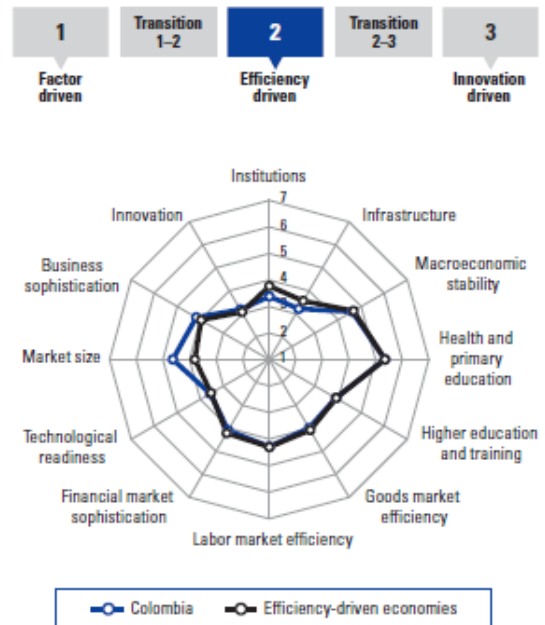 1
Transition
1–2
2
Transition
2–3
3
Factor
driven
Efficiency
driven
Innovation
driven
Institutions
7
6
5
4
3
2
1
Innovation
Infrastructure
Business
sophistication
Macroeconomic
stability
Market size
Health and
primary
education
Technological
readiness
Higher education
and training
Financial market
sophistication
Goods market
efficiency
Labor market efficiency
Colombia
Efficiency-driven economies